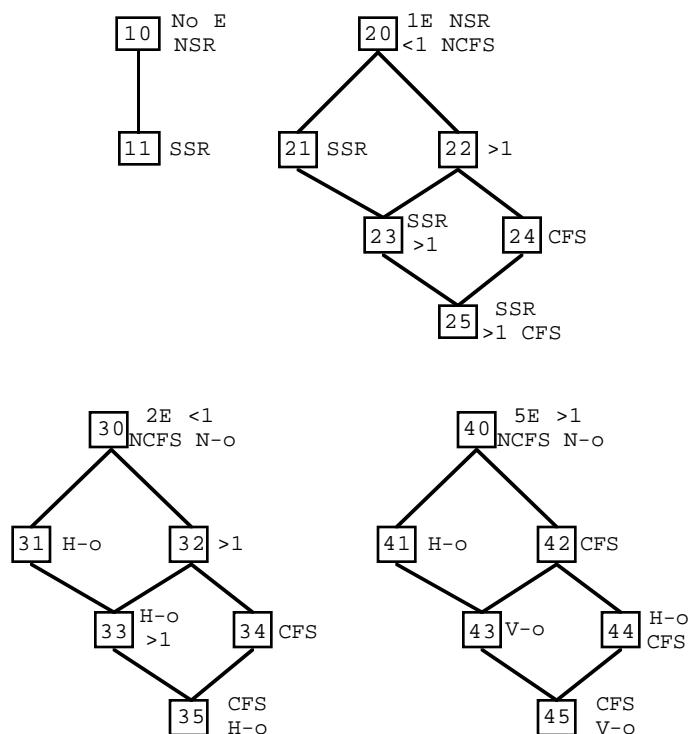 10 No E
NSR
11 SSR
20 1E NSR
<1 NCFS
21 SSR
22 >1
23 SSR
>1
24 CFS
25 SSR
>1 CFS
30 2E <1
NCFS N-o
31 H-o
32 >1
33 H-o
>1
34 CFS
35 CFS
H-o
40 5E >1
NCFS N-o
41 H-o
42 CFS
43 V-o
44 H-o
CFS
45 CFS
V-o